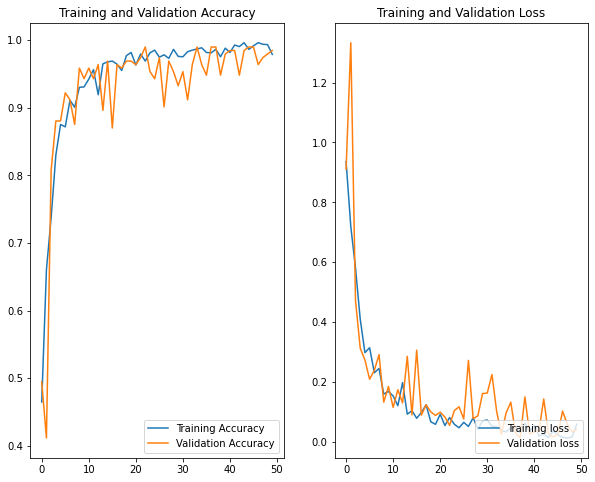 Training and Validation Accuracy
1.0
0.9
0.8
0.7
0.6
0.5
0.4
0 10 20 30 40 50
Training Accuracy
Validation Accuracy
Training and Validation Loss
1.2
1.0
0.8
0.6
0.4
0.2
0.0
0 10 20 30 40 50
Training loss
Validation loss